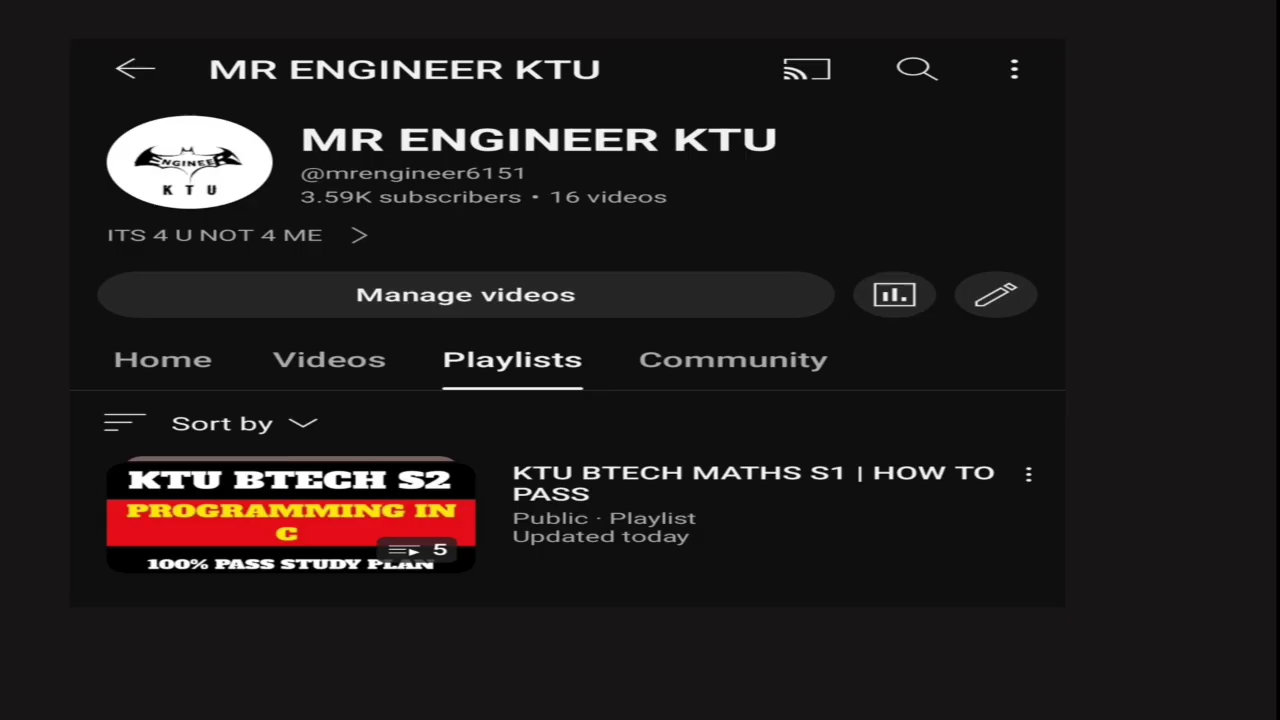 MR ENGINEER KTU
ENGINEER
K T U
MR ENGINEER KTU
@mrengineer6151
3.59K subscribers • 16 videos
ITS 4 U NOT 4 ME
Manage videos
Home Videos Playlists Community
Sort by
KTU BTECH S2
PROGRAMMING IN
C
5
100% PASS STUDY PLAN
KTU BTECH MATHS S1 | HOW TO
PASS
Public · Playlist
Updated today